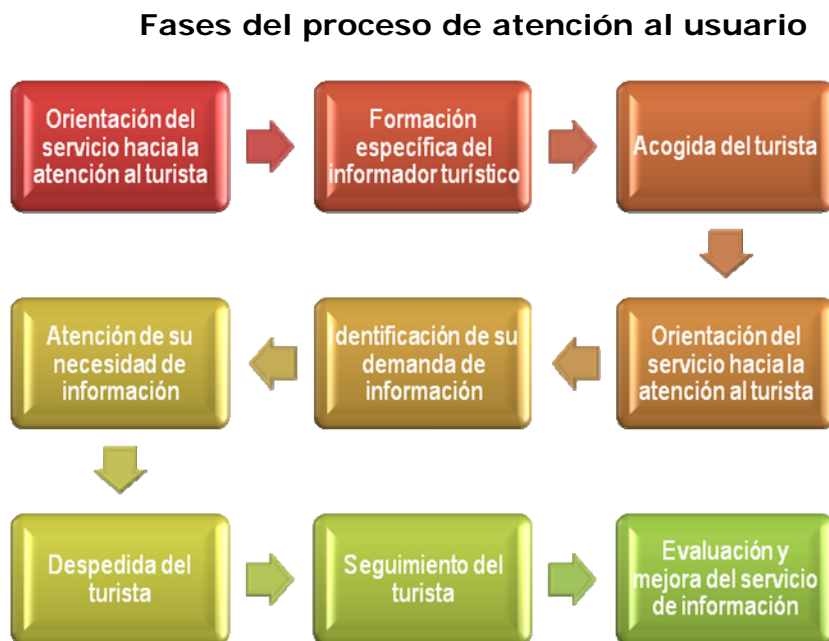 Fases del proceso de atención al usuario
Orientación del
servicio hacia la
atención al turista
Formación
específica del
informador turístico
Acogida del turista
Orientación del
servicio hacia la
atención al turista
Identificación de su
demanda de
información
Atención de su
necesidad de
información
Despedida del
turista
Seguimiento del
turista
Evaluación y
mejora del servicio
de información